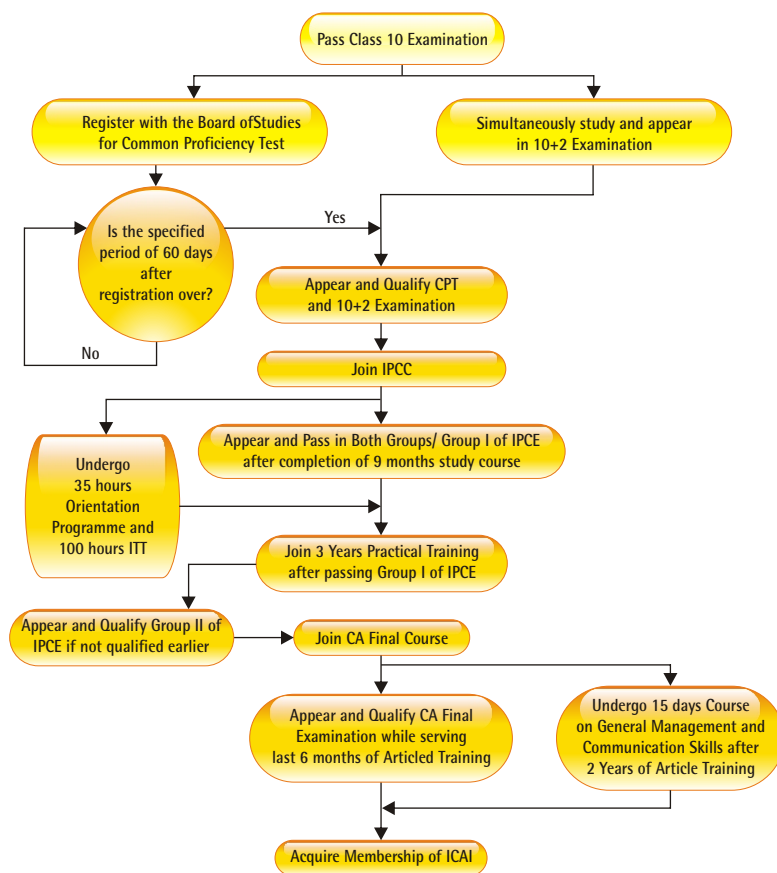 Pass Class 10 Examination
Register with the Board ofStudies
for Common Proficiency Test
Simultaneously study and appear
in 10+2 Examination
Is the specified
period of 60 days
after
registration over?
Yes
No
Appear and Qualify CPT
and 10+2 Examination
Join IPCC
Appear and Pass in Both Groups/ Group I of IPCE
after completion of 9 months study course
Undergo
35 hours
Orientation
Programme and
100 hours ITT
Join 3 Years Practical Training
after passing Group I of IPCE
Appear and Qualify Group II of
IPCE if not qualified earlier
Join CA Final Course
Appear and Qualify CA Final
Examination while serving
last 6 months of Articled Training
Undergo 15 days Course
on General Management and
Communication Skills after
2 Years of Article Training
Acquire Membership of ICAI